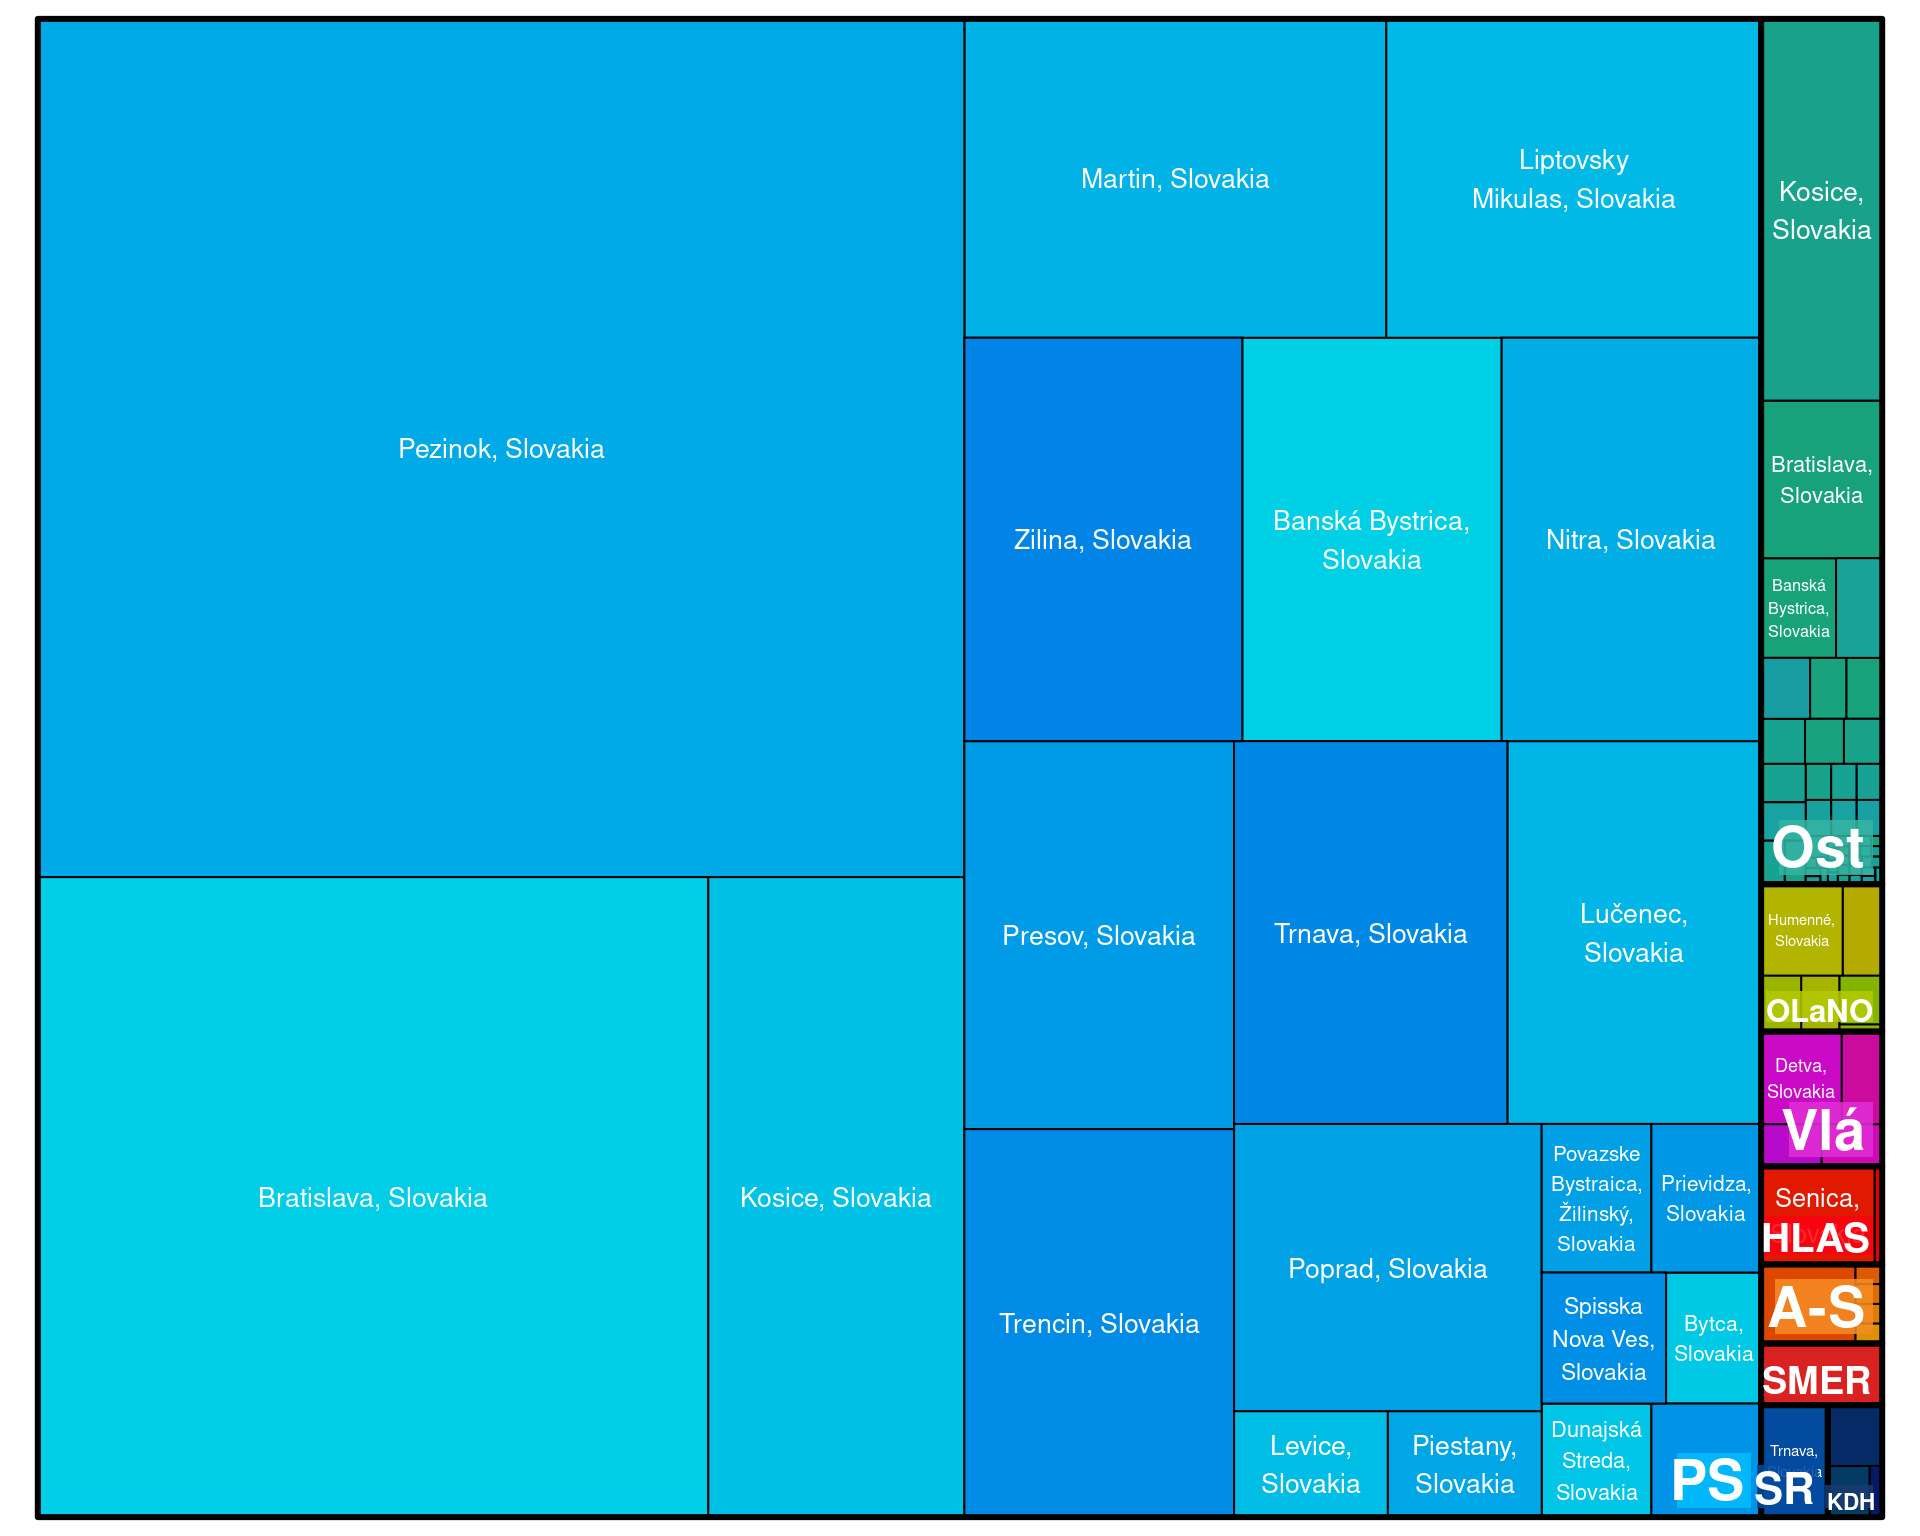 Pezinok, Slovakia
Martin, Slovakia
Liptovsky
Mikulas, Slovakia
Zilina, Slovakia
Banská Bystrica,
Slovakia
Nitra, Slovakia
Bratislava, Slovakia
Kosice, Slovakia
Presov, Slovakia
Trnava, Slovakia
Lučenec,
Slovakia
Trencin, Slovakia
Poprad, Slovakia
Povazske
Bystraica,
Žilinský,
Slovakia
Prievidza,
Slovakia
Spisska
Nova Ves,
Slovakia
Bytca,
Slovakia
Levice,
Slovakia
Piestany,
Slovakia
Dunajská
Streda,
Slovakia
PS
Kosice,
Slovakia
Bratislava,
Slovakia
Banská
Bystrica,
Slovakia
Ost
Humenné,
Slovakia
OLaNO
Detva,
Slovakia
Vlá
Senica,
HLAS
A-S
SMER
Trnava,
SR
KDH